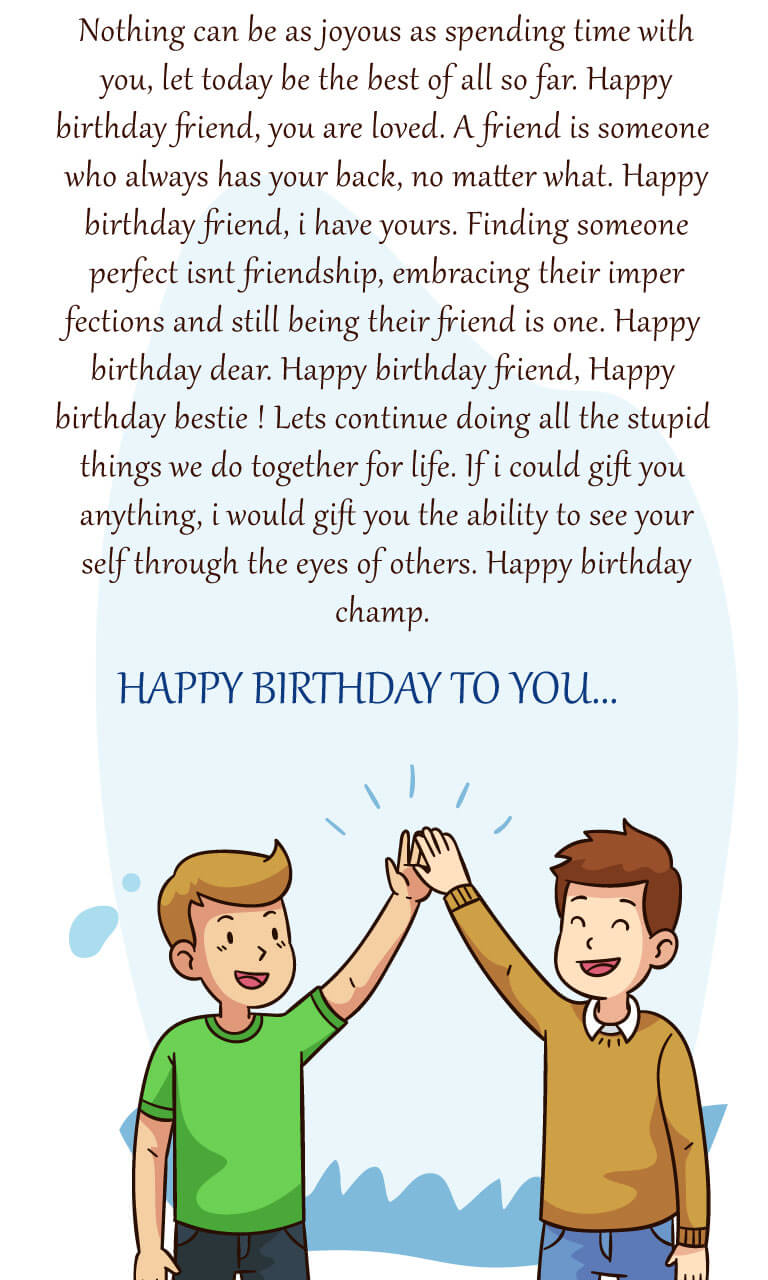 Nothing can be as joyous as spending time with
you, let today be the best of all so far. Happy
birthday friend, you are loved. A friend is someone
who always has your back, no matter what. Happy
birthday friend, i have yours. Finding someone
perfect isnt friendship, embracing their imper
fections and still being their friend is one. Happy
birthday dear. Happy birthday friend, Happy
birthday bestie ! Lets continue doing all the stupid
things we do together for life. If i could gift you
anything, i would gift you the ability to see your
self through the eyes of others. Happy birthday
champ.
HAPPY BIRTHDAY TO YOU...